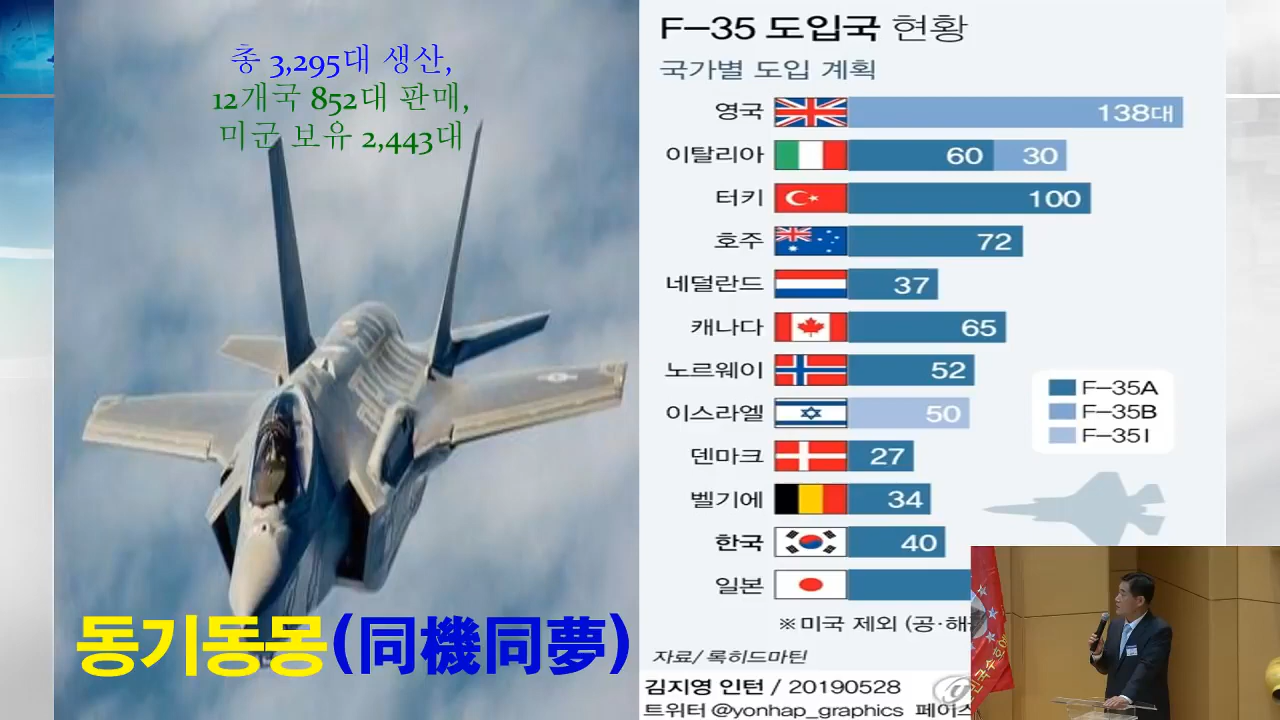 총 3,295대 생산,
12개국 852대 판매,
미군 보유 2,443대
동기동몽(同機同夢)
F-35 도입국 현황
국가별 도입 계획
영국 138대
이탈리아 60 30
터키 100
호주 72
네덜란드 37
캐나다 65
노르웨이 52
이스라엘 50
덴마크 27
벨기에 34
한국 40
일본
F-35A
F-35B
F-35I
※미국 제외 (공·해
자료/ 록히드마틴
김지영 인턴 / 20190528
트위터 @yonhap_graphics 페이스